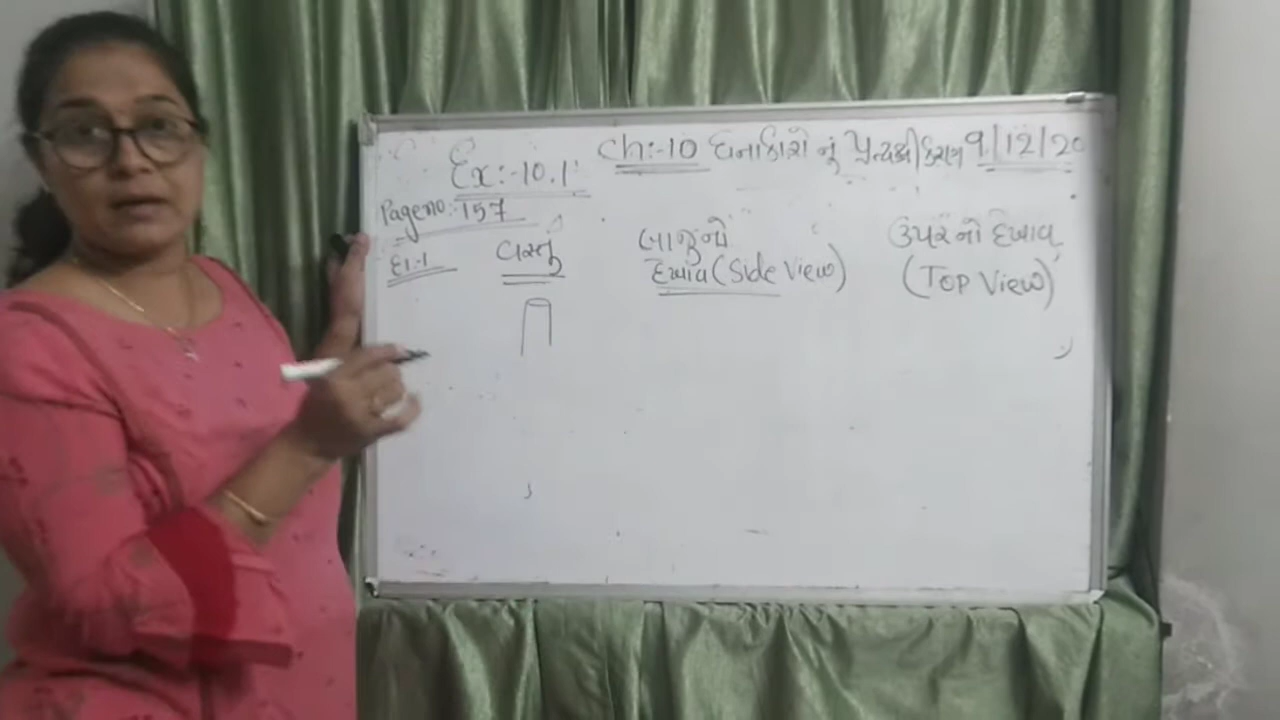 Ch:-10 ઘનાકારો નું પ્રત્યક્ષીકરણ 9/12/20
Ex:-10.1
Page no:-157
દા.1 વસ્તું બાજુનો દેખાવ (Side View) ઉપરનો દેખાવ (Top View)